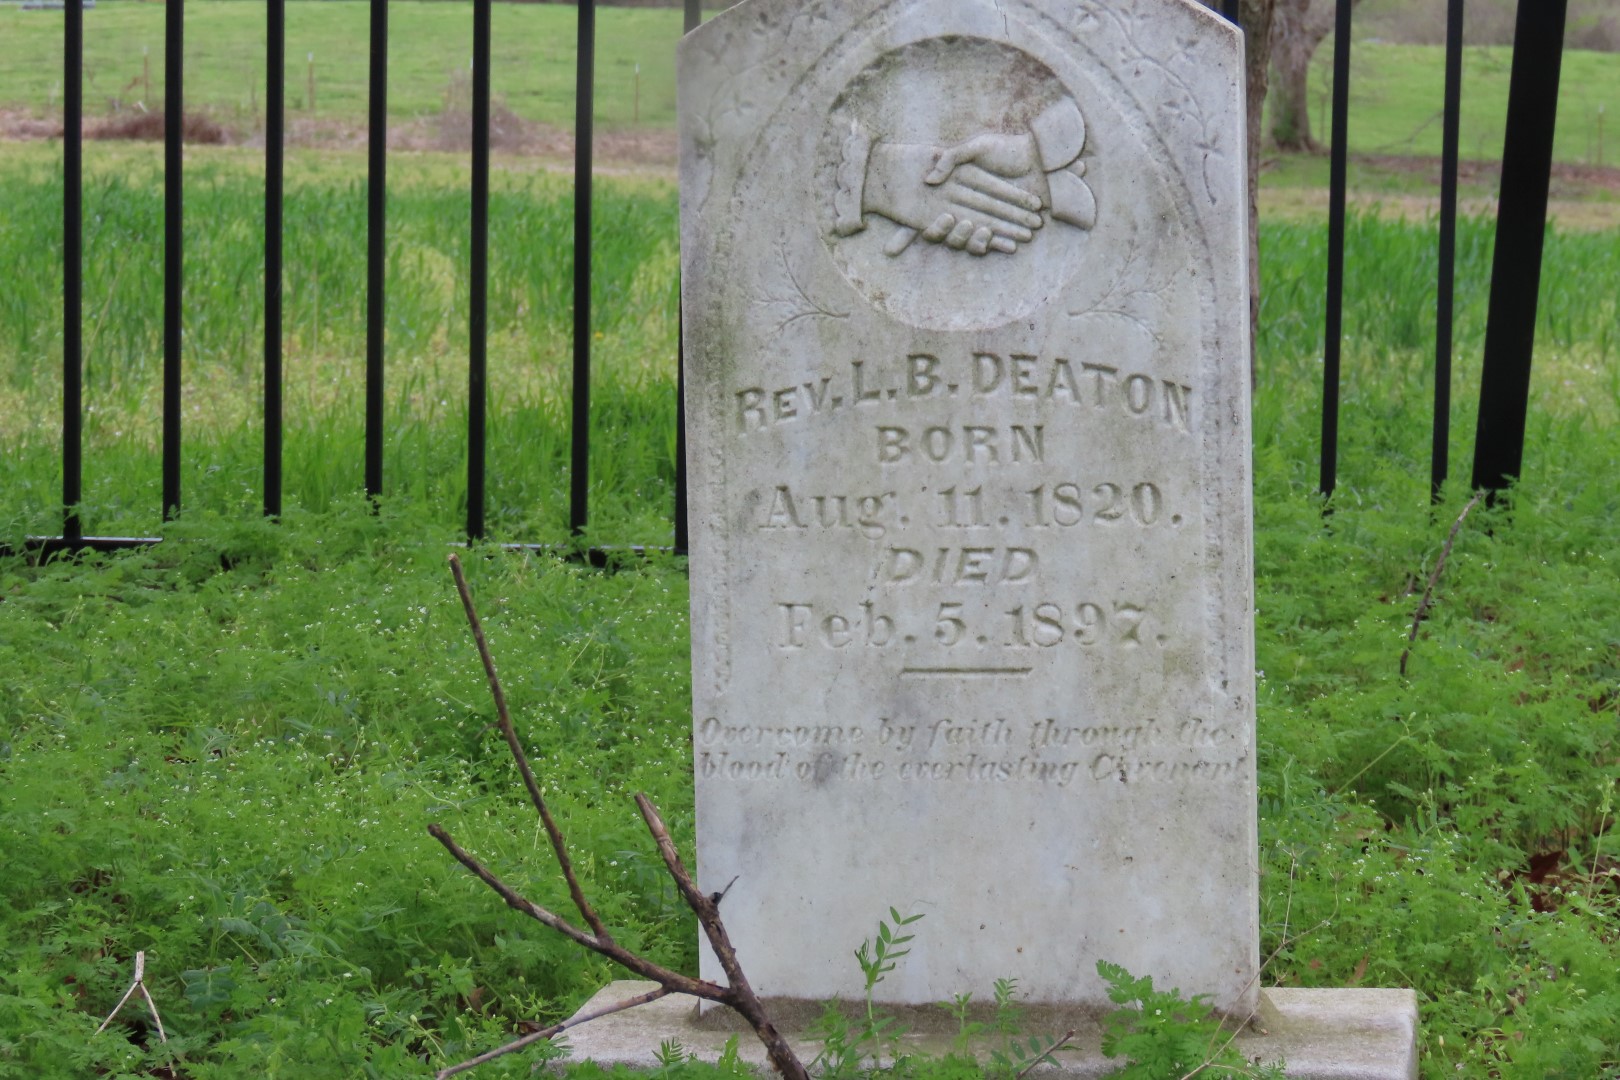 REV. L. B. DEATON
BORN
Aug. 11. 1820.
DIED
Feb. 5. 1897.
Overcome by faith through the
blood of the everlasting